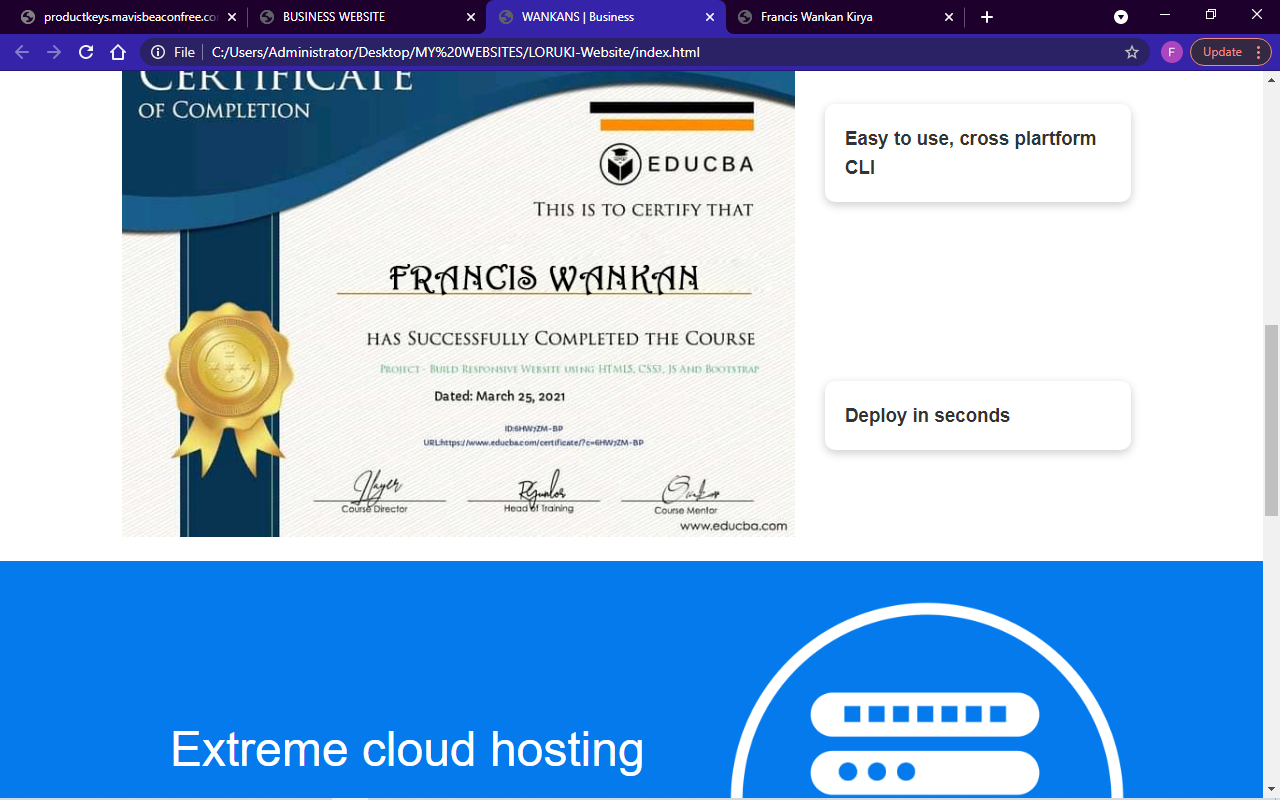 productkeys.mavisbeaconfree.co
BUSINESS WEBSITE
WANKANS | Business
Francis Wankan Kirya
File
C:/Users/Administrator/Desktop/MY%20WEBSITES/LORUKI-Website/index.html
F
Update
CERTIFICATE
OF COMPLETION
EDUCBA
THIS IS TO CERTIFY THAT
FRANCIS WANKAN
HAS SUCCESSFULLY COMPLETED THE COURSE
PROJECT - BUILD RESPONSIVE WEBSITE USING HTML5, CSS3, JS AND BOOTSTRAP
Dated: March 25, 2021
ID:6HW7ZM-BP
URL:https://www.educba.com/certificate/?c=6HW7ZM-BP
Course Director
Head of Training
Course Mentor
www.educba.com
Easy to use, cross plartform
CLI
Deploy in seconds
Extreme cloud hosting